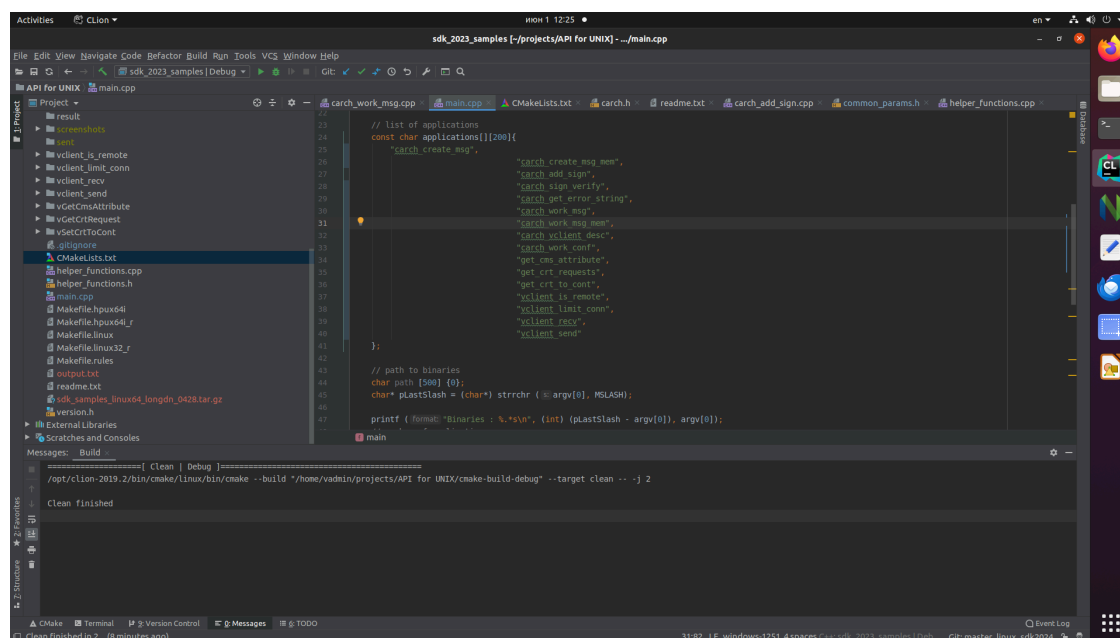 Activities CLion июн 1 12:25 en
sdk_2023_samples [~/projects/API for UNIX] - .../main.cpp
File Edit View Navigate Code Refactor Build Run Tools VCS Window Help
sdk_2023_samples | Debug Git:
API for UNIX main.cpp
Project carch_work_msg.cpp main.cpp CMakeLists.txt carch.h readme.txt carch_add_sign.cpp common_params.h helper_functions.cpp
1: Project
Database
result
screenshots
sent
vclient_is_remote
vclient_limit_conn
vclient_recv
vclient_send
vGetCmsAttribute
vGetCrtRequest
vSetCrtToCont
.gitignore
CMakeLists.txt
helper_functions.cpp
helper_functions.h
main.cpp
Makefile.hpux64i
Makefile.hpux64i_r
Makefile.linux
Makefile.linux32_r
Makefile.rules
output.txt
readme.txt
sdk_samples_linux64_longdn_0428.tar.gz
version.h
External Libraries
Scratches and Consoles
22
23 // list of applications
24 const char applications[][200]{
25 "carch_create_msg",
26 "carch_create_msg_mem",
27 "carch_add_sign",
28 "carch_sign_verify",
29 "carch_get_error_string",
30 "carch_work_msg",
31 "carch_work_msg_mem",
32 "carch_vclient_desc",
33 "carch_work_conf",
34 "get_cms_attribute",
35 "get_crt_requests",
36 "get_crt_to_cont",
37 "vclient_is_remote",
38 "vclient_limit_conn",
39 "vclient_recv",
40 "vclient_send"
41 };
42
43 // path to binaries
44 char path [500] {0};
45 char* pLastSlash = (char*) strrchr ( s: argv[0], MSLASH);
46
47 printf ( format: "Binaries : %.*s\n", (int) (pLastSlash - argv[0]), argv[0]);
main
Messages: Build
====================[ Clean | Debug ]===========================================
/opt/clion-2019.2/bin/cmake/linux/bin/cmake --build "/home/vadmin/projects/API for UNIX/cmake-build-debug" --target clean -- -j 2
Clean finished
2: Favorites
Z: Structure
CMake Terminal 9: Version Control 0: Messages 6: TODO Event Log
Clean finished in 2 (8 minutes ago) 31:82 LF windows-1251 4 spaces C++: sdk_2023_samples | Deb Git: master_linux_sdk2024